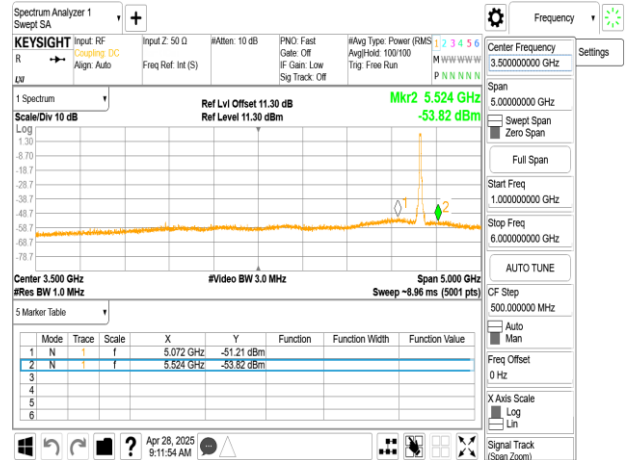 Spectrum Analyzer 1
Swept SA
+
Frequency
KEYSIGHT Input: RF Input Z: 50 Ω #Atten: 10 dB PNO: Fast #Avg Type: Power (RMS 1 2 3 4 5 6
R Coupling: DC Gate: Off Avg|Hold: 100/100 M W W W W W
Align: Auto Freq Ref: Int (S) IF Gain: Low Trig: Free Run
Sig Track: Off P N N N N N
LXI
Center Frequency
3.500000000 GHz
Settings
Span
5.00000000 GHz
Swept Span
Zero Span
Full Span
Start Freq
1.000000000 GHz
Stop Freq
6.000000000 GHz
AUTO TUNE
CF Step
500.000000 MHz
Auto
Man
Freq Offset
0 Hz
X Axis Scale
Log
Lin
Signal Track
(Span Zoom)
1 Spectrum
Ref Lvl Offset 11.30 dB Mkr2 5.524 GHz
Scale/Div 10 dB Ref Level 11.30 dBm -53.82 dBm
Log
1.30
-8.70
-18.7
-28.7
-38.7
-48.7
-58.7
-68.7
-78.7
1
2
Center 3.500 GHz #Video BW 3.0 MHz Span 5.000 GHz
#Res BW 1.0 MHz Sweep ~8.96 ms (5001 pts)
5 Marker Table
Mode Trace Scale X Y Function Function Width Function Value
1 N 1 f 5.072 GHz -51.21 dBm
2 N 1 f 5.524 GHz -53.82 dBm
3
4
5
6
? Apr 28, 2025
9:11:54 AM